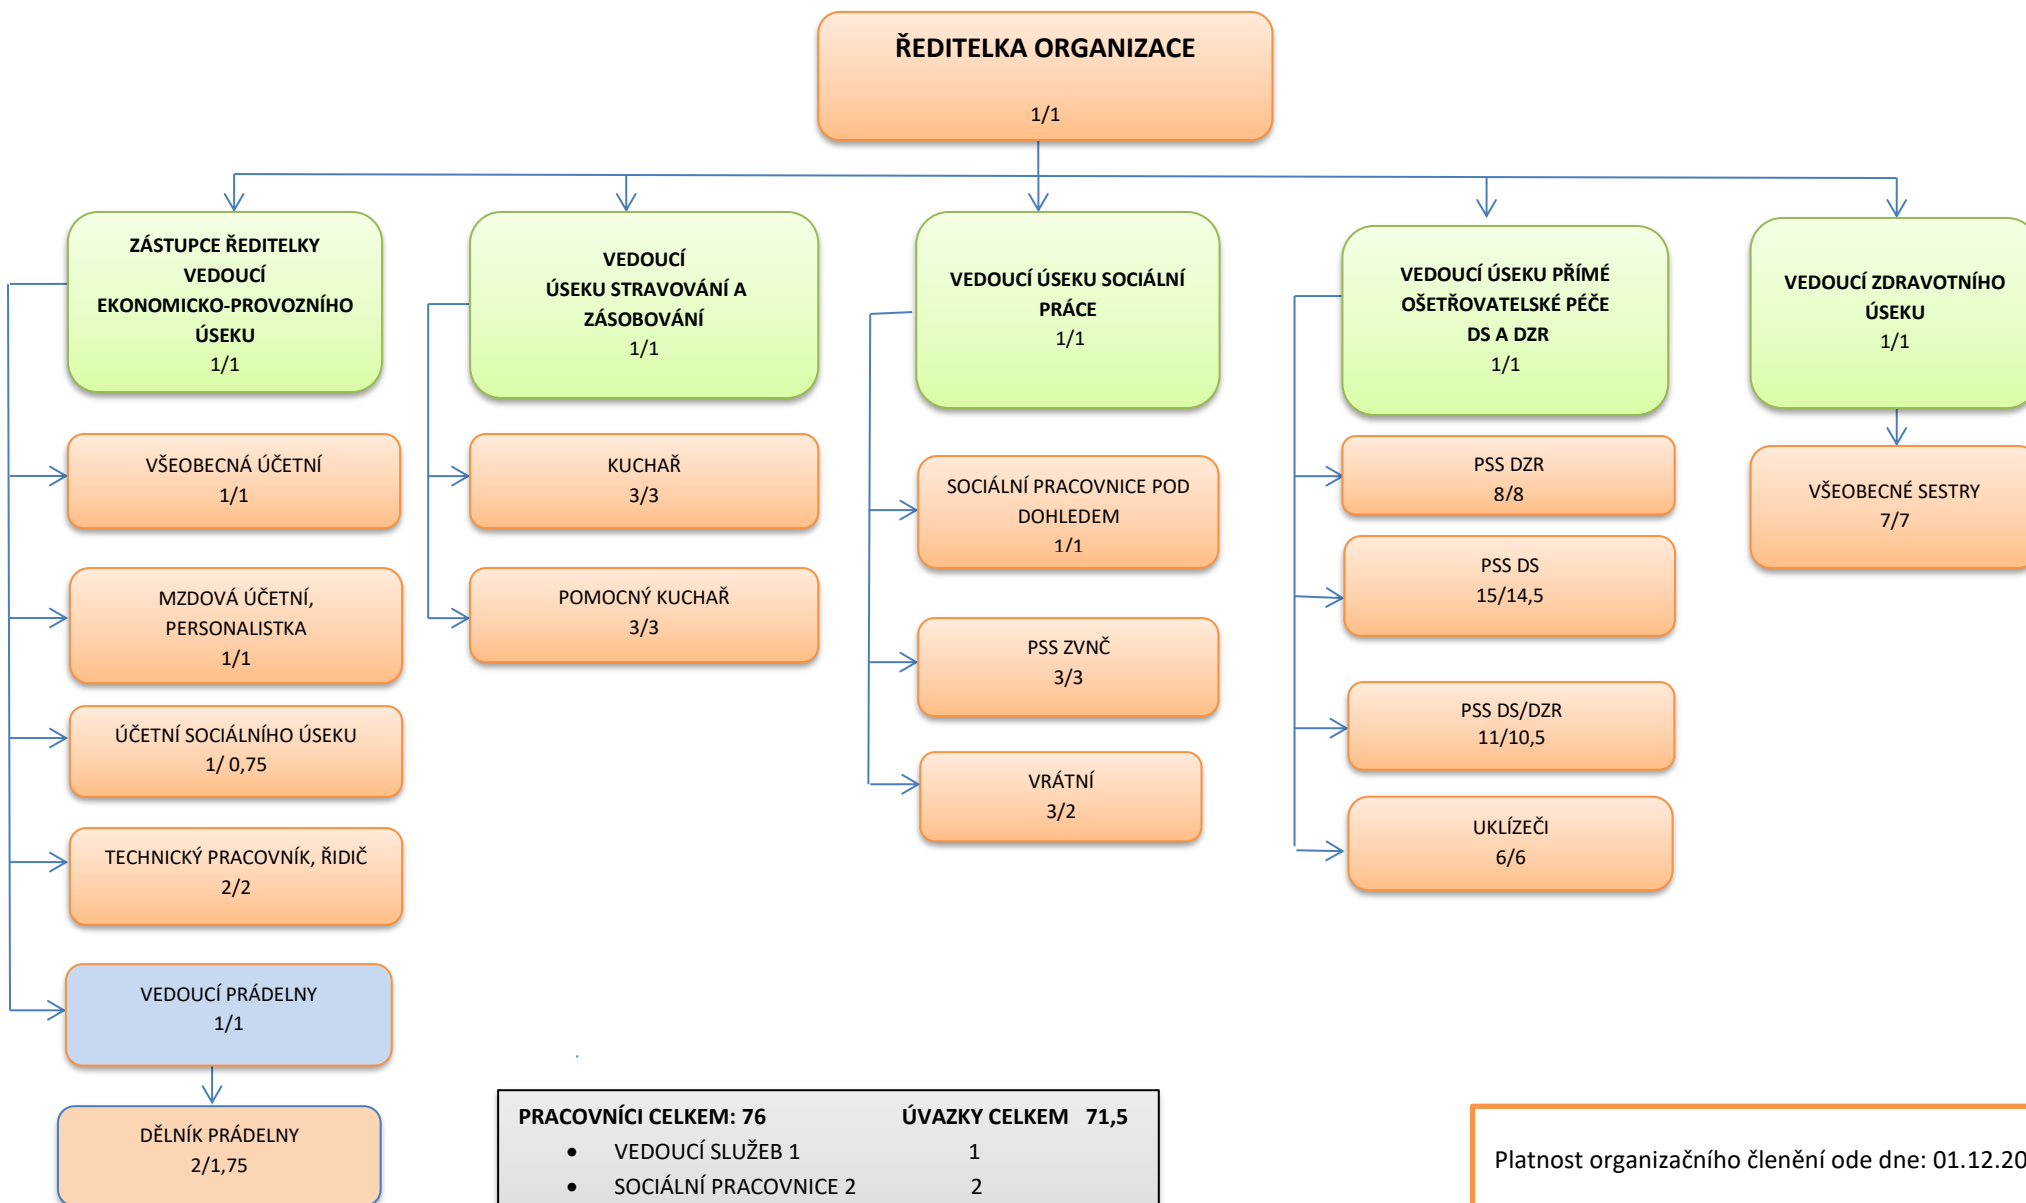 ŘEDITELKA ORGANIZACE
1/1
ZÁSTUPCE ŘEDITELKY
VEDOUCÍ
EKONOMICKO-PROVOZNÍHO
ÚSEKU
1/1
VŠEOBECNÁ ÚČETNÍ
1/1
MZDOVÁ ÚČETNÍ,
PERSONALISTKA
1/1
ÚČETNÍ SOCIÁLNÍHO ÚSEKU
1/ 0,75
TECHNICKÝ PRACOVNÍK, ŘIDIČ
2/2
VEDOUCÍ PRÁDELNY
1/1
DĚLNÍK PRÁDELNY
2/1,75
VEDOUCÍ
ÚSEKU STRAVOVÁNÍ A
ZÁSOBOVÁNÍ
1/1
KUCHAŘ
3/3
POMOCNÝ KUCHAŘ
3/3
VEDOUCÍ ÚSEKU SOCIÁLNÍ
PRÁCE
1/1
SOCIÁLNÍ PRACOVNICE POD
DOHLEDEM
1/1
PSS ZVNČ
3/3
VRÁTNÍ
3/2
VEDOUCÍ ÚSEKU PŘÍMÉ
OŠETŘOVATELSKÉ PÉČE
DS A DZR
1/1
PSS DZR
8/8
PSS DS
15/14,5
PSS DS/DZR
11/10,5
UKLÍZEČI
6/6
VEDOUCÍ ZDRAVOTNÍHO
ÚSEKU
1/1
VŠEOBECNÉ SESTRY
7/7
PRACOVNÍCI CELKEM: 76 ÚVAZKY CELKEM 71,5
• VEDOUCÍ SLUŽEB 1 1
• SOCIÁLNÍ PRACOVNICE 2 2
Platnost organizačního členění ode dne: 01.12.20